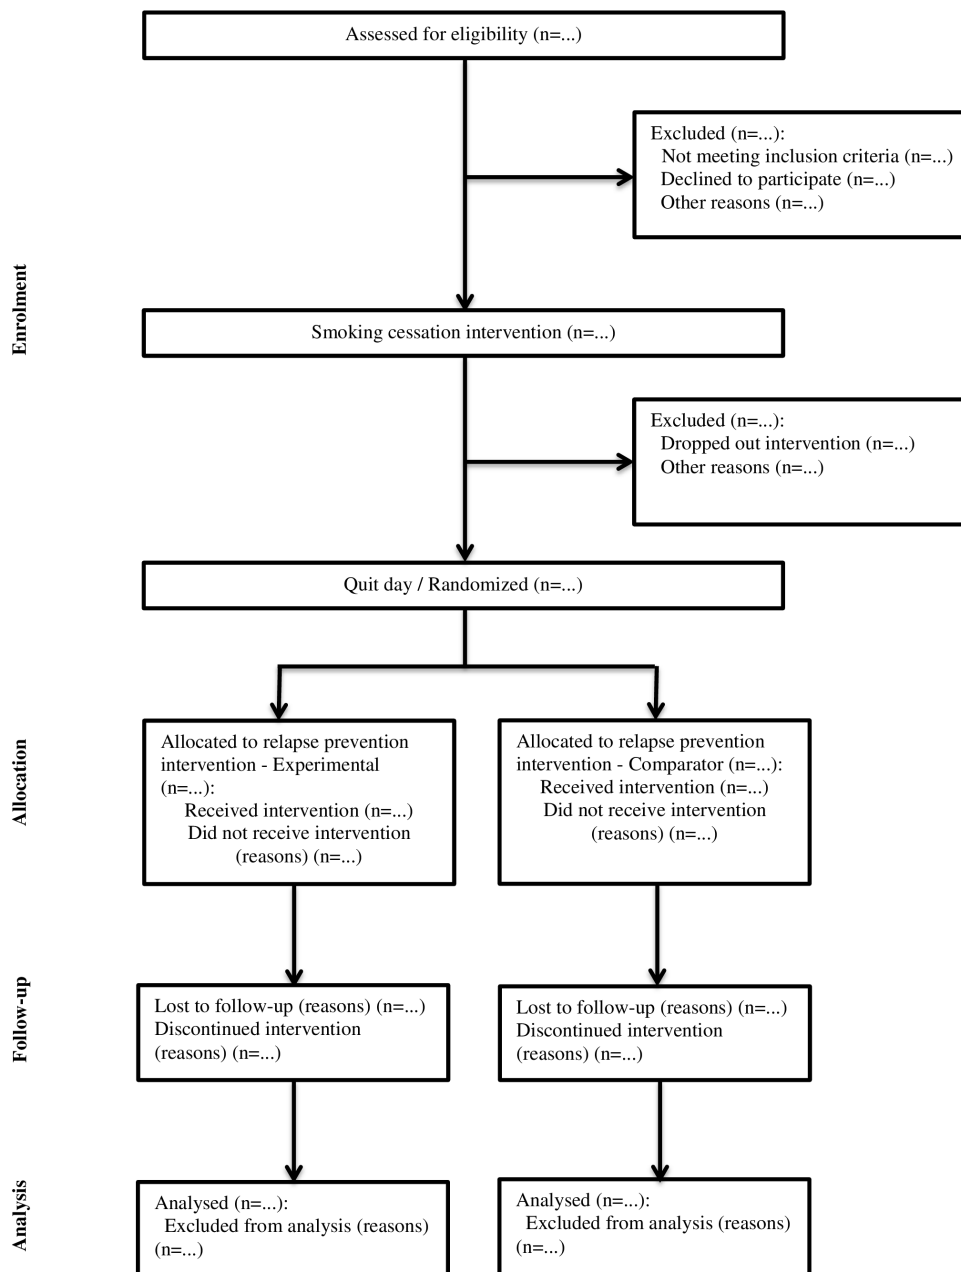 Assessed for eligibility (n=...)
Excluded (n=...):
Not meeting inclusion criteria (n=...)
Declined to participate (n=...)
Other reasons (n=...)
Enrolment
Smoking cessation intervention (n=...)
Excluded (n=...):
Dropped out intervention (n=...)
Other reasons (n=...)
Quit day / Randomized (n=...)
Allocation
Allocated to relapse prevention
intervention - Experimental
(n=...):
Received intervention (n=...)
Did not receive intervention
(reasons) (n=...)
Allocated to relapse prevention
intervention - Comparator (n=...):
Received intervention (n=...)
Did not receive intervention
(reasons) (n=...)
Follow-up
Lost to follow-up (reasons) (n=...)
Discontinued intervention
(reasons) (n=...)
Lost to follow-up (reasons) (n=...)
Discontinued intervention
(reasons) (n=...)
Analysis
Analysed (n=...):
Excluded from analysis (reasons)
(n=...)
Analysed (n=...):
Excluded from analysis (reasons)
(n=...)